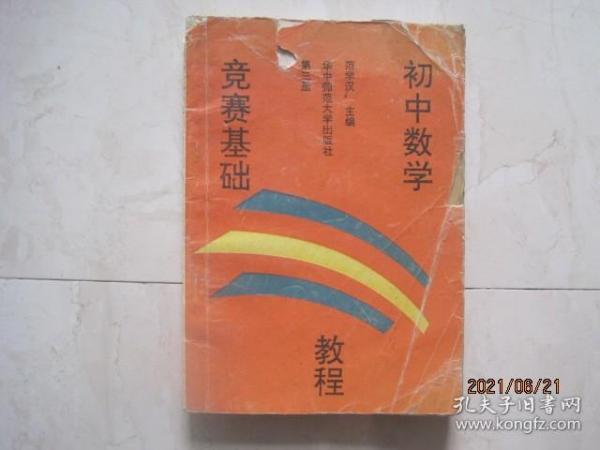 初中数学
竞赛基础
教程
范学汉 主编
华中师范大学出版社
第三版
2021/06/21
孔夫子旧书网
www.kongfz.com